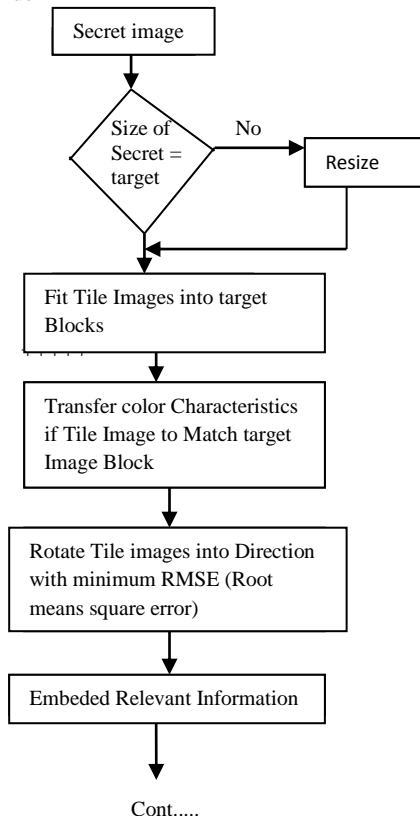 Secret image
Size of
Secret =
target
No
Resize
Fit Tile Images into target
Blocks
Transfer color Characteristics
if Tile Image to Match target
Image Block
Rotate Tile images into Direction
with minimum RMSE (Root
means square error)
Embeded Relevant Information
Cont.....